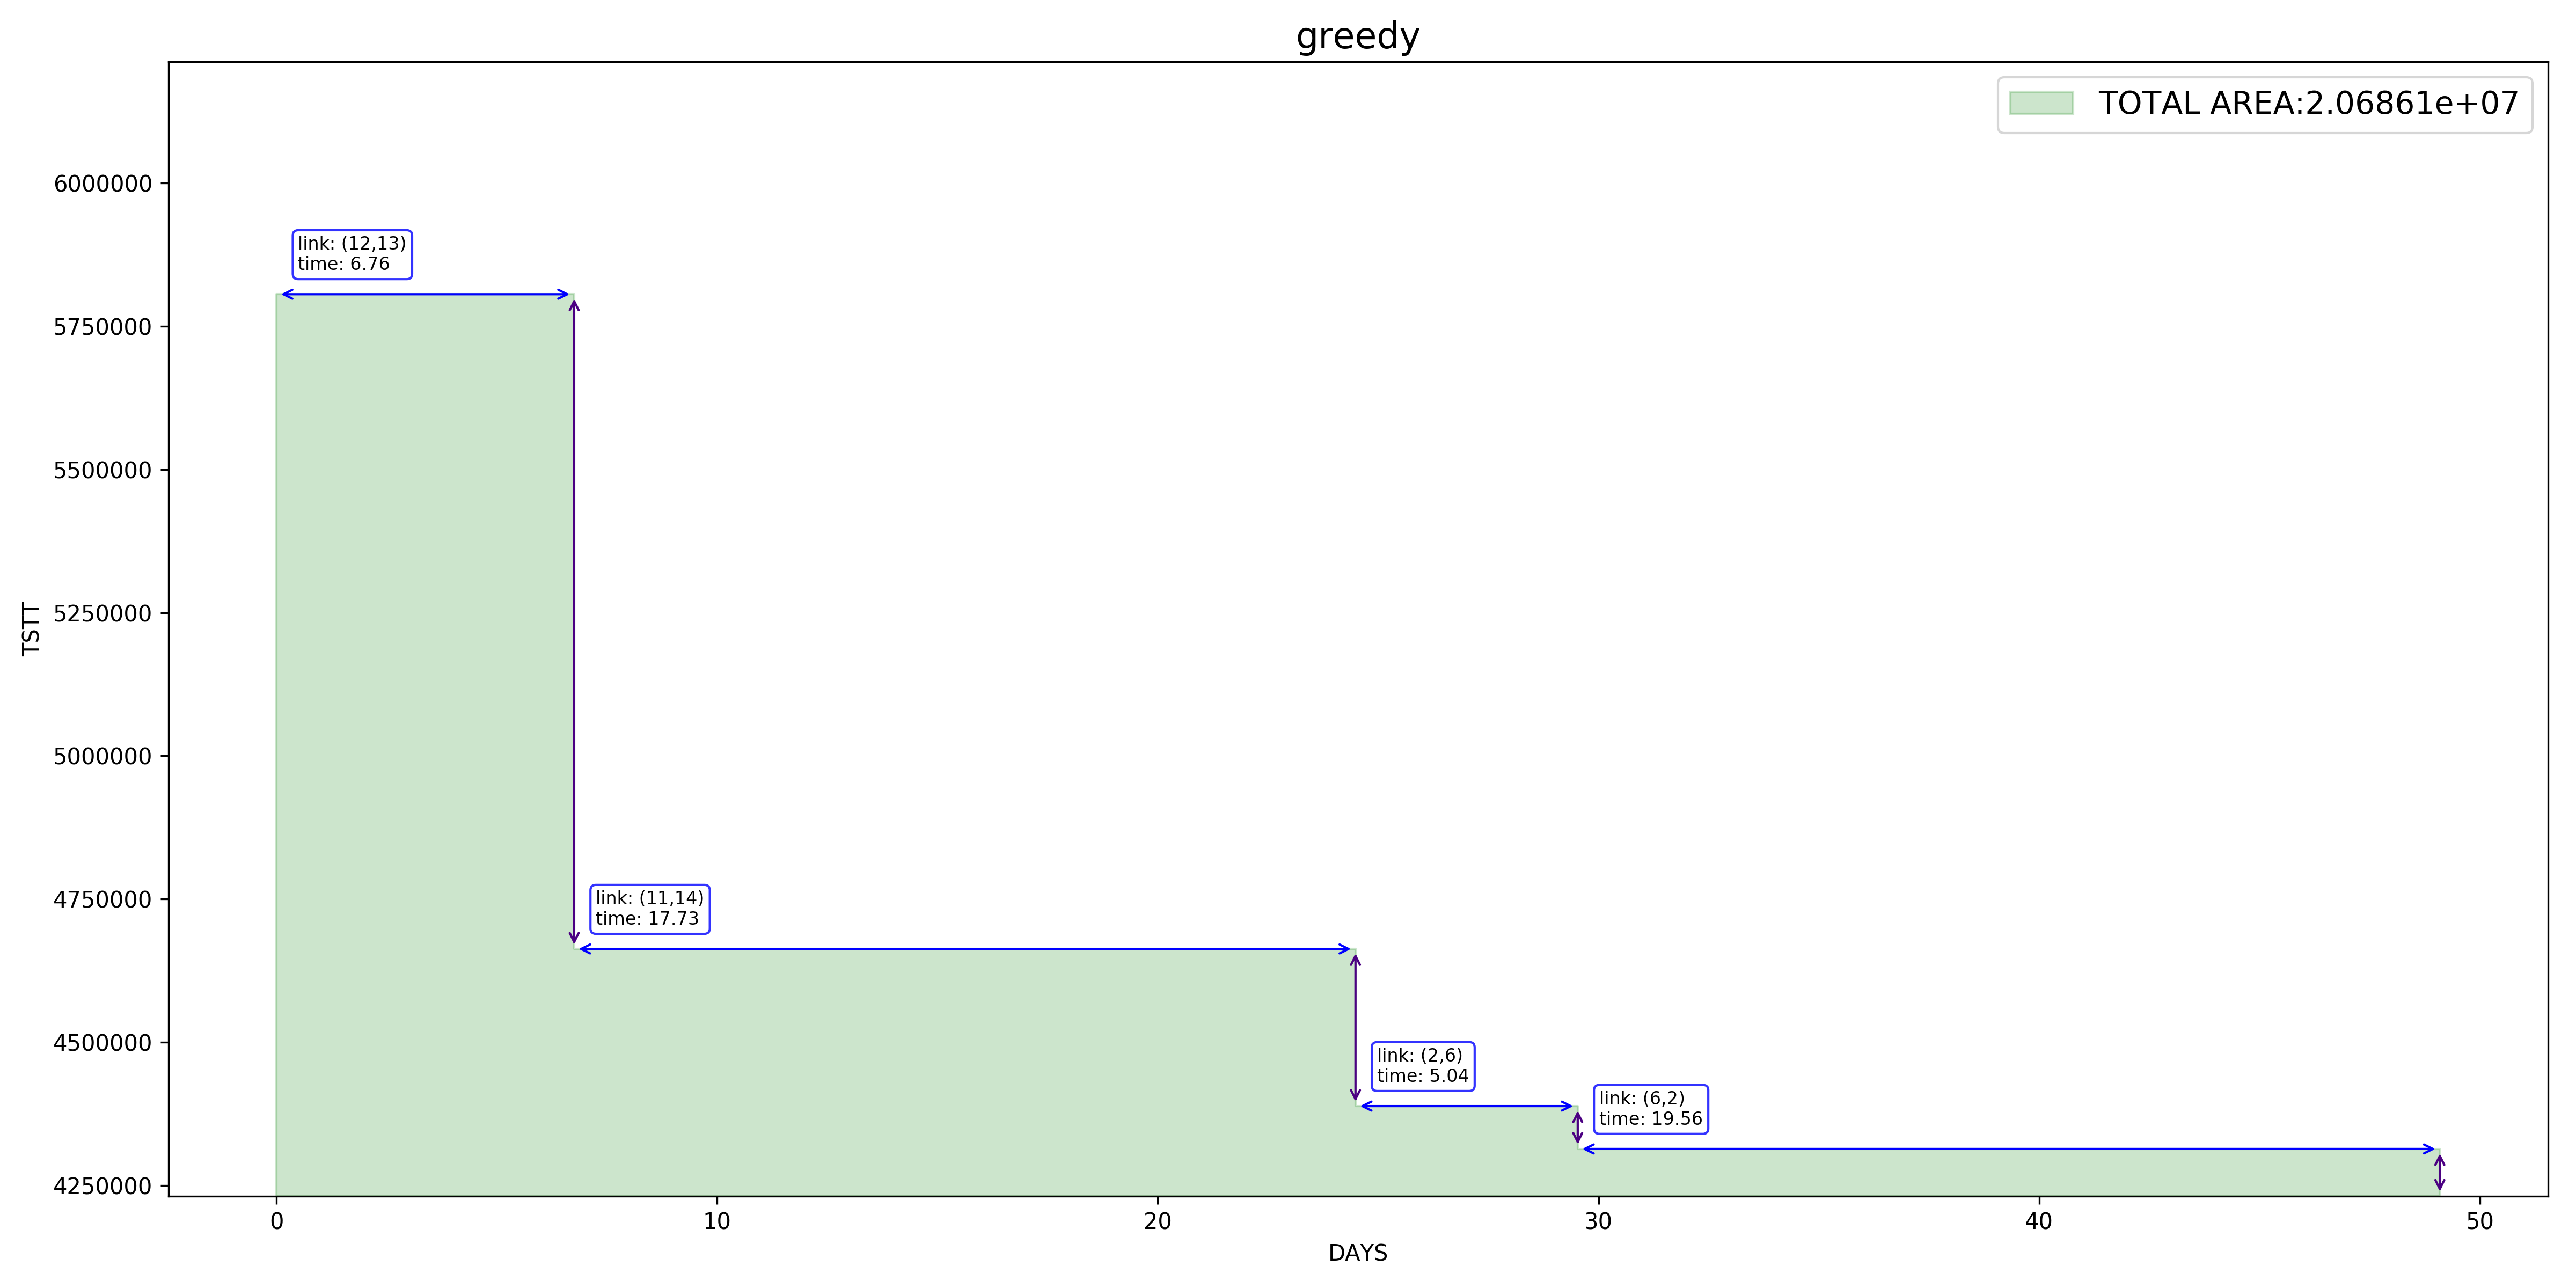 greedy
TOTAL AREA:2.06861e+07
6000000
5750000
5500000
5250000
5000000
4750000
4500000
4250000
TSTT
link: (12,13)
time: 6.76
link: (11,14)
time: 17.73
link: (2,6)
time: 5.04
link: (6,2)
time: 19.56
0
10
20
30
40
50
DAYS